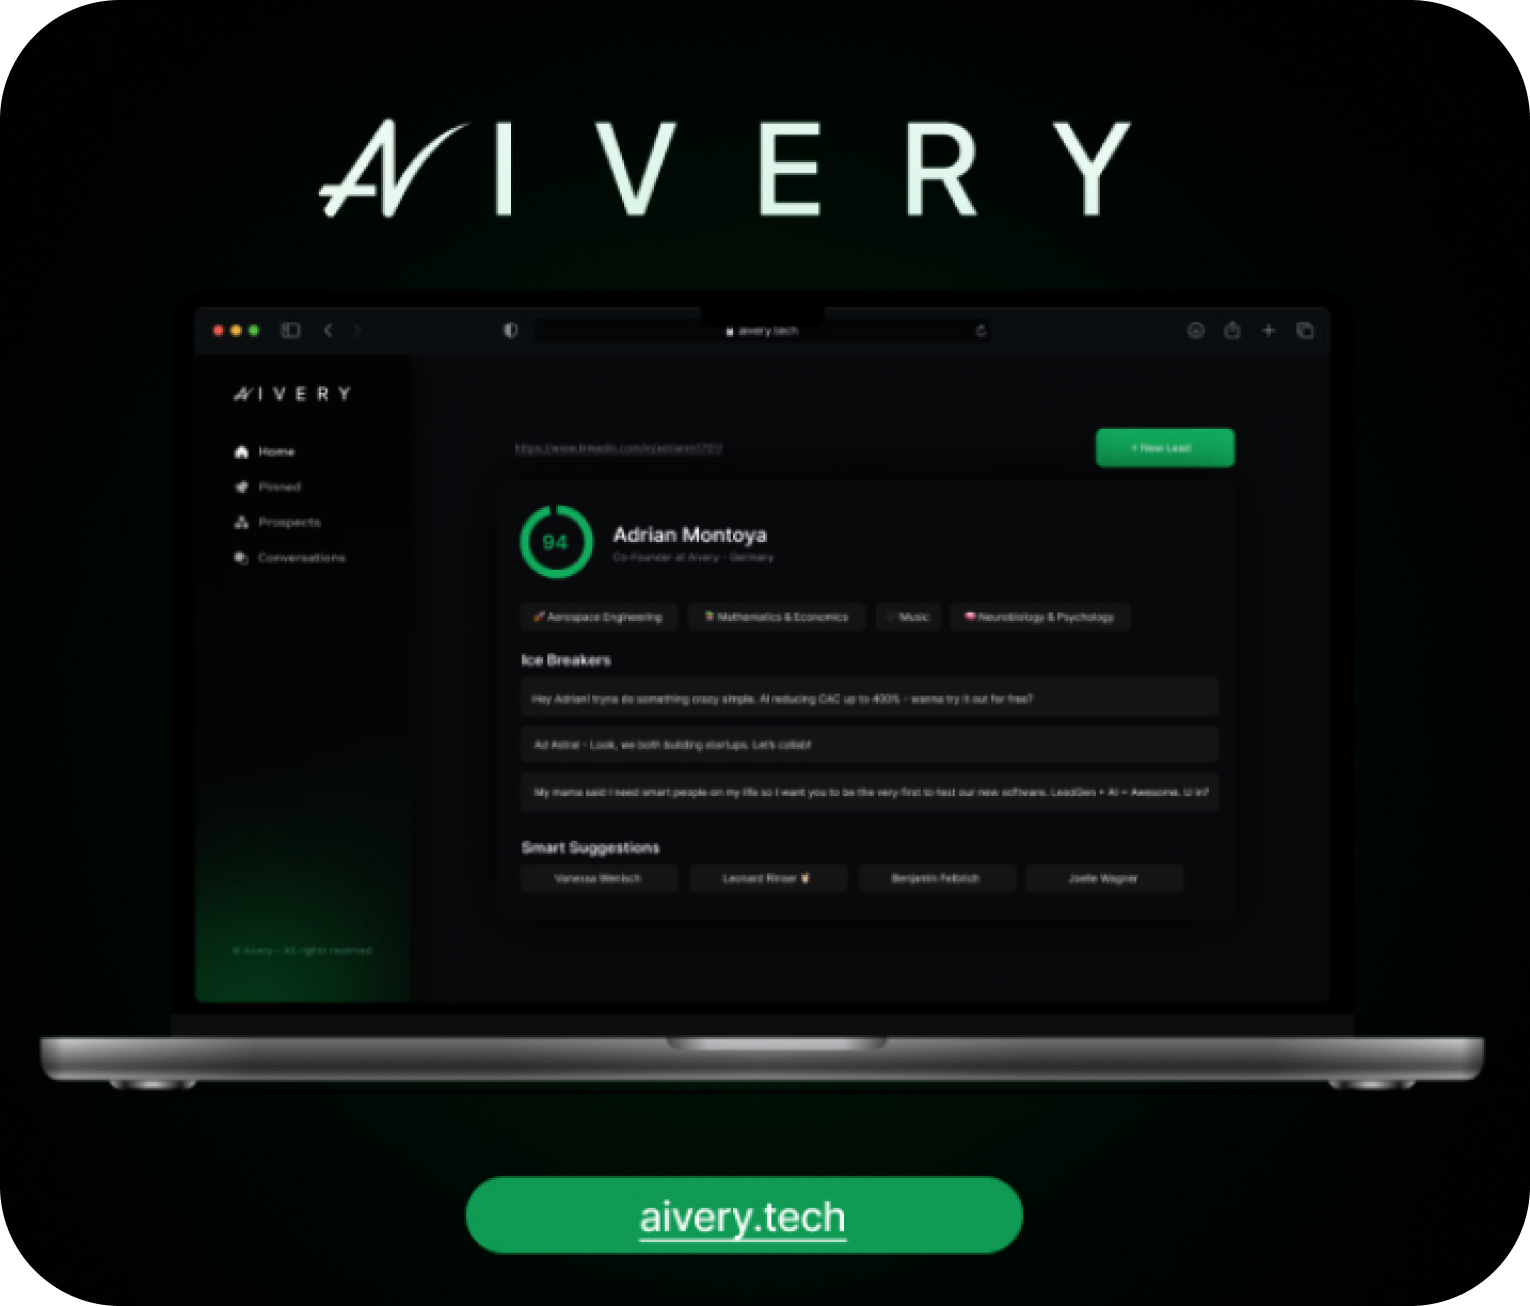 AIVERY
aivery.tech
AIVERY
Home
Pinned
Prospects
Conversations
+ New Lead
94
Adrian Montoya
Co-Founder at Aivery - Germany
Aerospace Engineering
Mathematics & Economics
Music
Neurobiology & Psychology
Ice Breakers
Hey Adrian! tryna do something crazy simple. AI reducing CAC up to 400% - wanna try it out for free?
Ad Astra! - Look, we both building startups. Let's collab!
My mama said I need smart people on my life so I want you to be the very first to test our new software. LeadGen + AI = Awesome. U in?
Smart Suggestions
Vanessa Wenisch
Leonard Rinser
Benjamin
Joelle Wagner
© Aivery - All rights reserved
aivery.tech